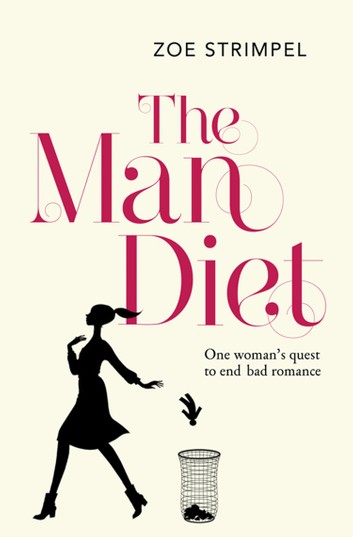 ZOE STRIMPEL
The
Man
Diet
One woman's quest
to end bad romance